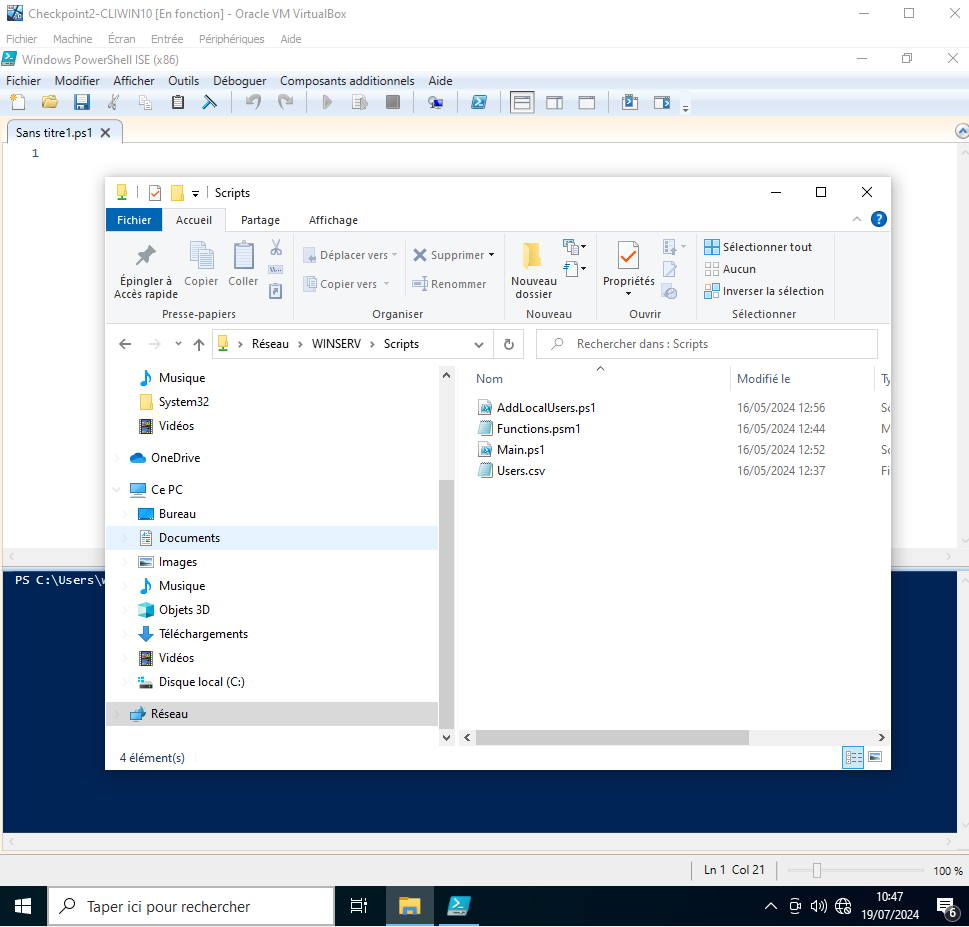 Checkpoint2-CLIWIN10 [En fonction] - Oracle VM VirtualBox
Fichier Machine Écran Entrée Périphériques Aide
Windows PowerShell ISE (x86)
Fichier Modifier Afficher Outils Déboguer Composants additionnels Aide
Sans titre1.ps1
1
Scripts
Fichier Accueil Partage Affichage
Épingler à Accès rapide
Copier
Coller
Déplacer vers
Copier vers
Supprimer
Renommer
Nouveau dossier
Propriétés
Sélectionner tout
Aucun
Inverser la sélection
Presse-papiers Organiser Nouveau Ouvrir Sélectionner
Réseau WINSERV Scripts
Rechercher dans : Scripts
Musique
System32
Vidéos
OneDrive
Ce PC
Bureau
Documents
Images
Musique
Objets 3D
Téléchargements
Vidéos
Disque local (C:)
Réseau
Nom Modifié le Ty
AddLocalUsers.ps1 16/05/2024 12:56 Sc
Functions.psm1 16/05/2024 12:44 M
Main.ps1 16/05/2024 12:52 Sc
Users.csv 16/05/2024 12:37 Fi
4 élément(s)
PS C:\Users\
Ln 1 Col 21
100 %
Taper ici pour rechercher
10:47
19/07/2024
6